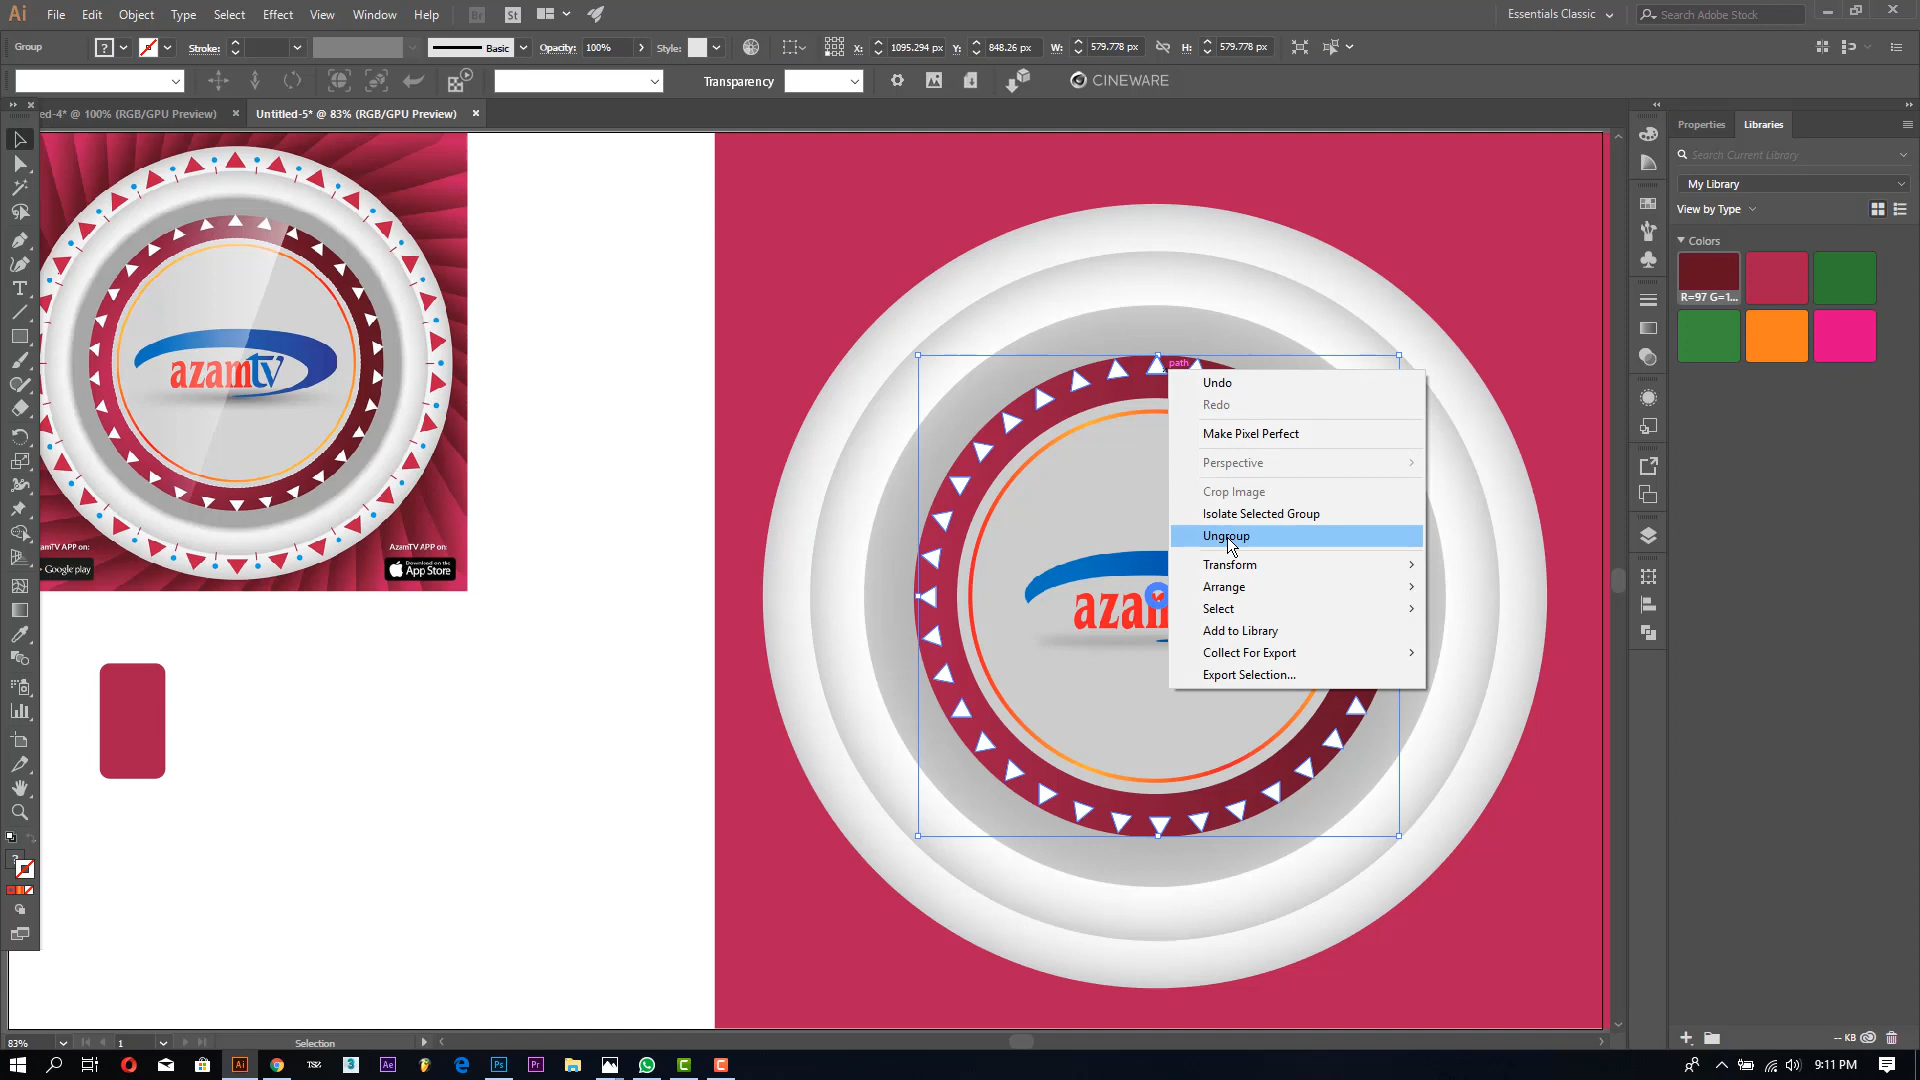 Ai File Edit Object Type Select Effect View Window Help Br St Essentials Classic Search Adobe Stock
Group ? Stroke: Basic Opacity: 100% Style: X: 1095.294 px Y: 848.26 px W: 579.778 px H: 579.778 px
Transparency CINEWARE
ed-4* @ 100% (RGB/GPU Preview) × Untitled-5* @ 83% (RGB/GPU Preview) ×
Properties Libraries
Search Current Library
My Library
View by Type
Colors
R=97 G=1...
path
Undo
Redo
Make Pixel Perfect
Perspective
Crop Image
Isolate Selected Group
Ungroup
Transform
Arrange
Select
Add to Library
Collect For Export
Export Selection...
azamtv
AzamTV APP on:
Google play
AzamTV APP on:
Download on the
App Store
azam
83% 1 Selection
-- KB
9:11 PM